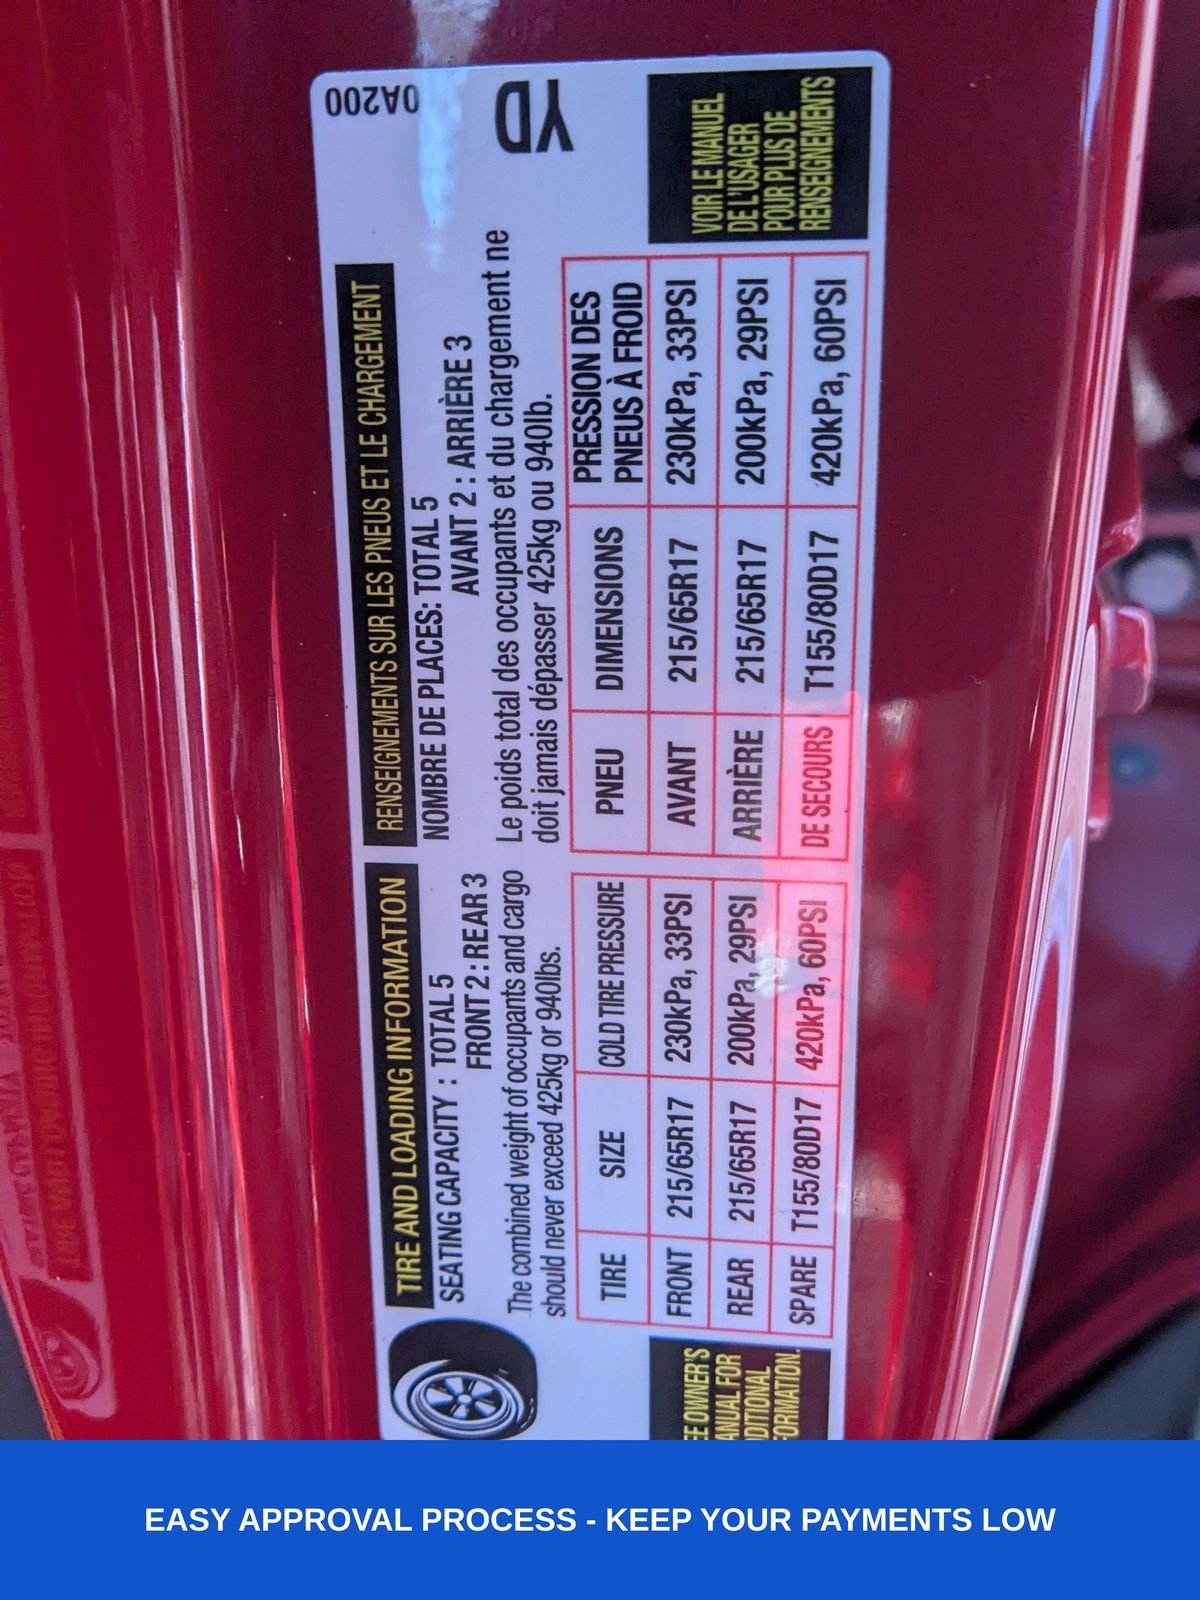 TIRE AND LOADING INFORMATION
SEATING CAPACITY : TOTAL 5
FRONT 2 : REAR 3
The combined weight of occupants and cargo
should never exceed 425kg or 940lbs.
TIRE SIZE COLD TIRE PRESSURE
FRONT 215/65R17 230kPa, 33PSI
REAR 215/65R17 200kPa, 29PSI
SPARE T155/80D17 420kPa, 60PSI
EE OWNER'S
ANUAL FOR
DDITIONAL
FORMATION.
RENSEIGNEMENTS SUR LES PNEUS ET LE CHARGEMENT
NOMBRE DE PLACES: TOTAL 5
AVANT 2 : ARRIÈRE 3
Le poids total des occupants et du chargement ne
doit jamais dépasser 425kg ou 940lb.
PNEU DIMENSIONS PRESSION DES
PNEUS À FROID
AVANT 215/65R17 230kPa, 33PSI
ARRIÈRE 215/65R17 200kPa, 29PSI
DE SECOURS T155/80D17 420kPa, 60PSI
0A200
YD
VOIR LE MANUEL
DE L'USAGER
POUR PLUS DE
RENSEIGNEMENTS
EASY APPROVAL PROCESS - KEEP YOUR PAYMENTS LOW